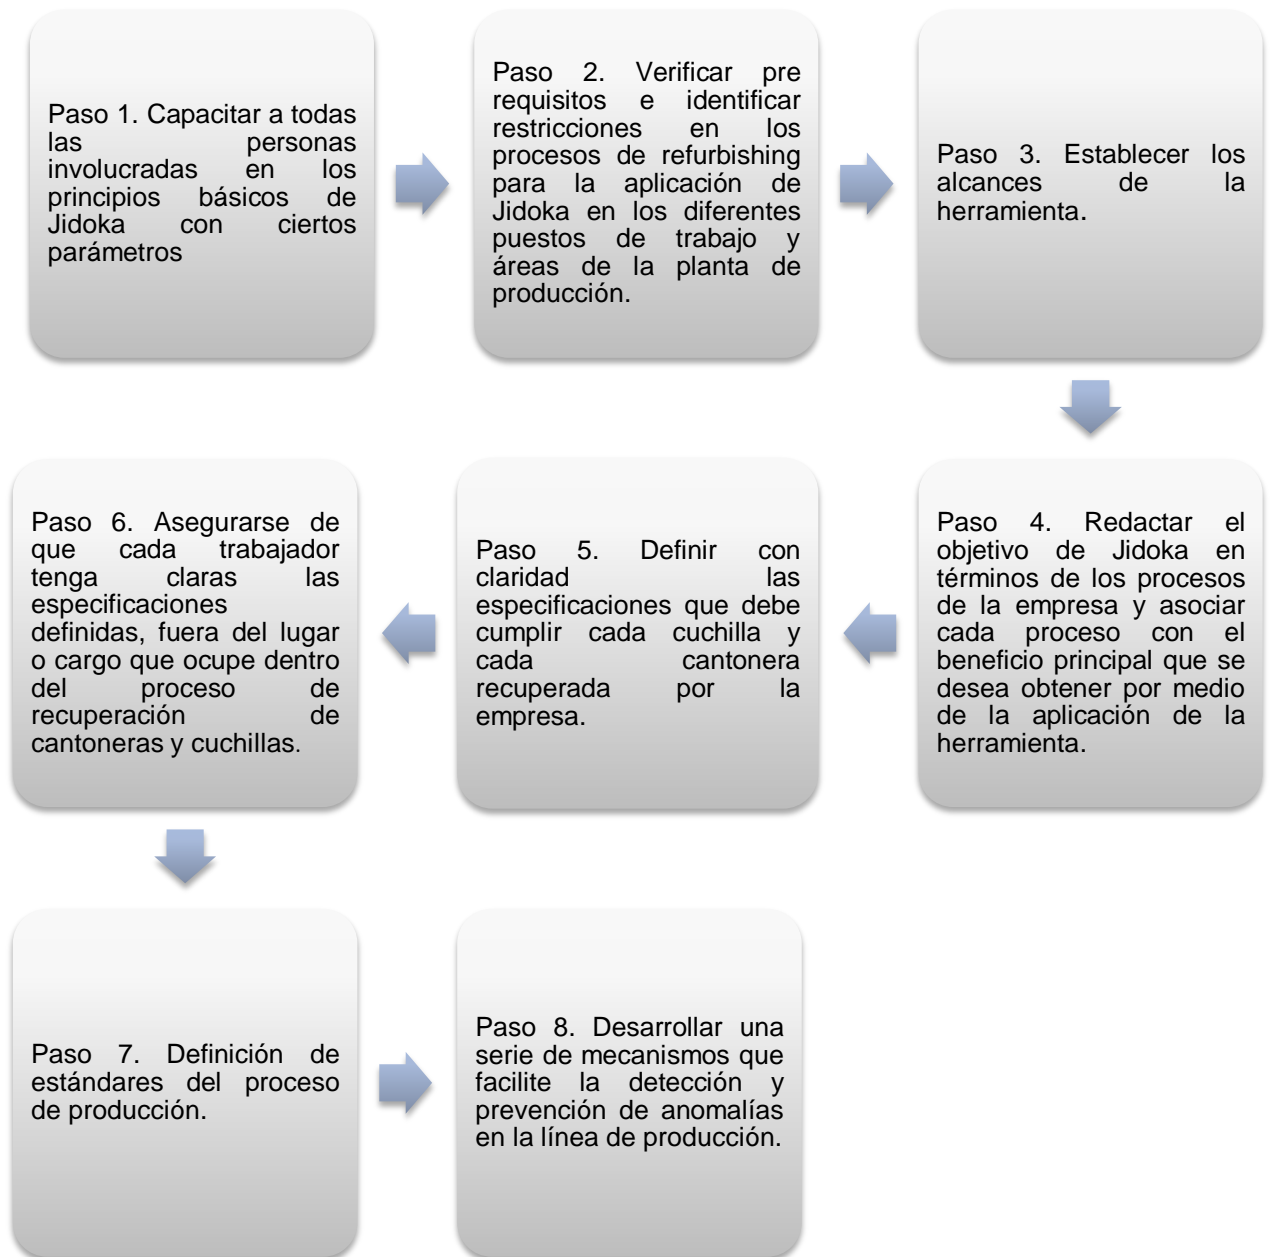 Paso 1. Capacitar a todas
las personas
involucradas en los
principios básicos de
Jidoka con ciertos
parámetros
Paso 2. Verificar pre
requisitos e identificar
restricciones en los
procesos de refurbishing
para la aplicación de
Jidoka en los diferentes
puestos de trabajo y
áreas de la planta de
producción.
Paso 3. Establecer los
alcances de la
herramienta.
Paso 4. Redactar el
objetivo de Jidoka en
términos de los procesos
de la empresa y asociar
cada proceso con el
beneficio principal que se
desea obtener por medio
de la aplicación de la
herramienta.
Paso 5. Definir con
claridad las
especificaciones que debe
cumplir cada cuchilla y
cada cantonera
recuperada por la
empresa.
Paso 6. Asegurarse de
que cada trabajador
tenga claras las
especificaciones
definidas, fuera del lugar
o cargo que ocupe dentro
del proceso de
recuperación de
cantoneras y cuchillas.
Paso 7. Definición de
estándares del proceso
de producción.
Paso 8. Desarrollar una
serie de mecanismos que
facilite la detección y
prevención de anomalías
en la línea de producción.